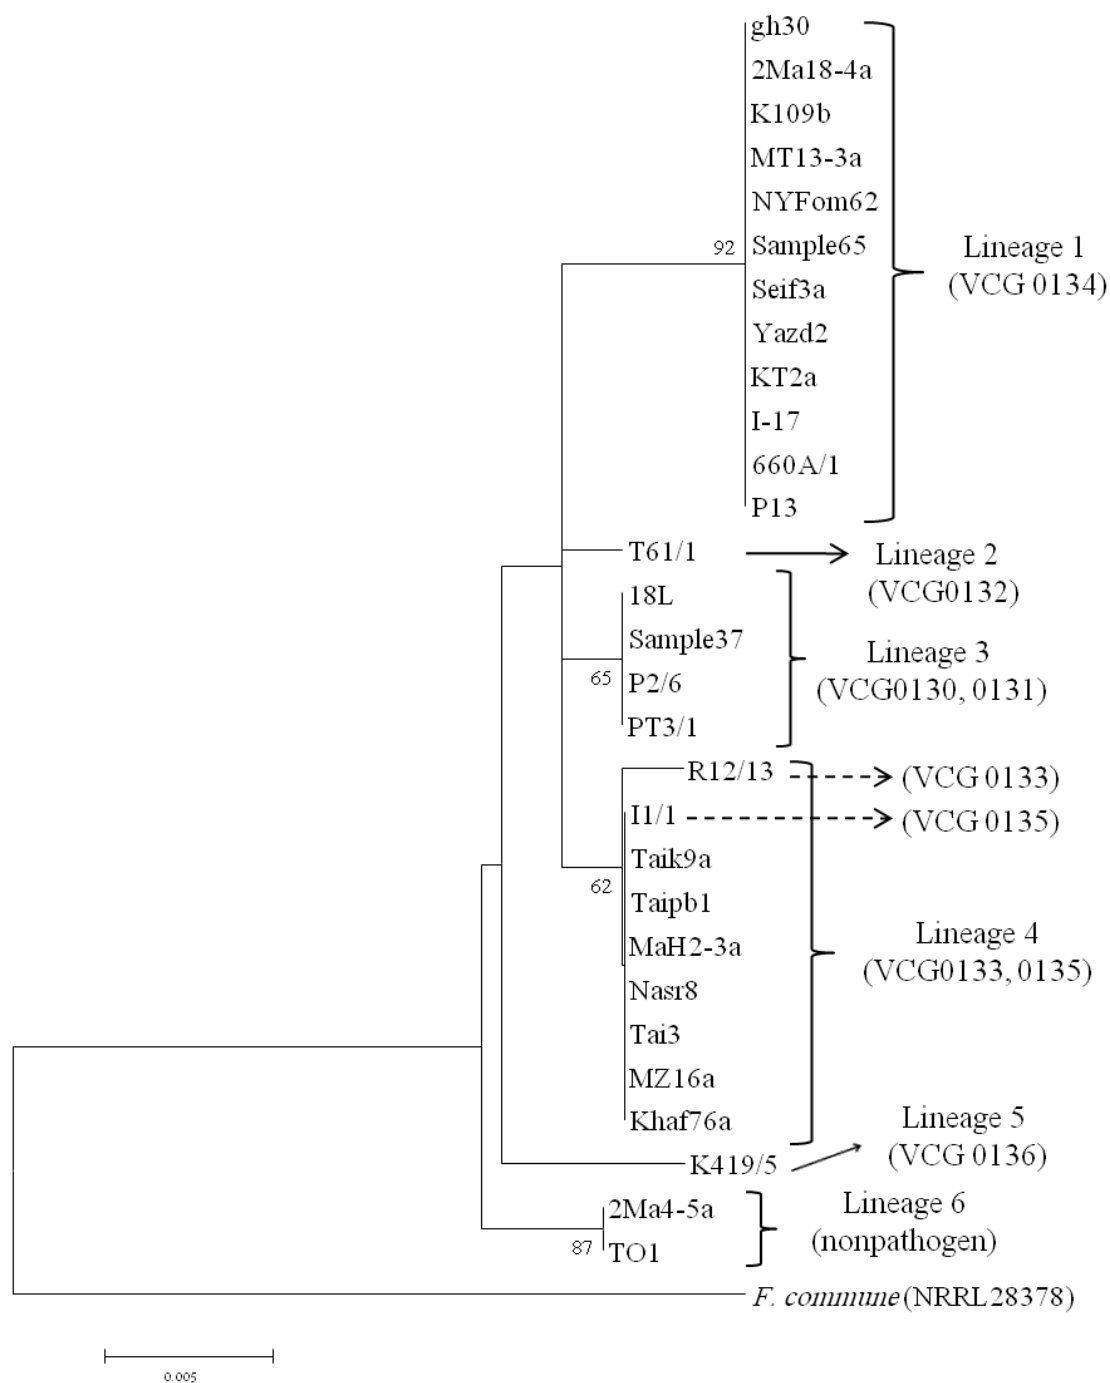 gh30
2Ma18-4a
K109b
MT13-3a
NYFom62
92
Sample65
Lineage 1
(VCG 0134)
Seif3a
Yazd2
KT2a
I-17
660A/1
P13
T61/1
Lineage 2
(VCG0132)
18L
Sample37
Lineage 3
(VCG0130, 0131)
65
P2/6
PT3/1
R12/13
(VCG 0133)
I1/1
(VCG 0135)
Taik9a
62
Taipb1
MaH2-3a
Lineage 4
(VCG0133, 0135)
Nasr8
Tai3
MZ16a
Khaf76a
Lineage 5
(VCG 0136)
K419/5
2Ma4-5a
Lineage 6
(nonpathogen)
87
TO1
F. commune (NRRL28378)
0.005